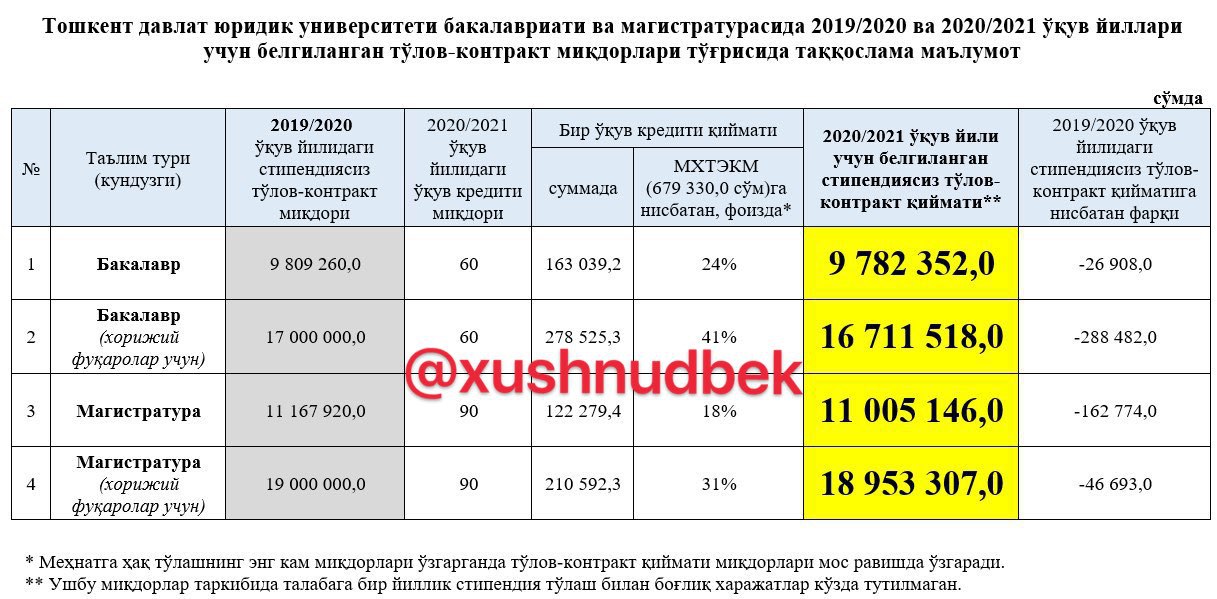 Тошкент давлат юридик университети бакалавриати ва магистратурасида 2019/2020 ва 2020/2021 ўқув йиллари
учун белгиланган тўлов-контракт миқдорлари тўғрисида таққослама маълумот
сўмда
№
Таълим тури
(кундузги)
2019/2020
ўқув йилидаги
стипендиясиз
тўлов-контракт
миқдори
2020/2021
ўқув
йилидаги
ўқув кредити
миқдори
Бир ўқув кредити қиймати
суммада
МХТЭКМ
(679 330,0 сўм)га
нисбатан, фоизда*
2020/2021 ўқув йили
учун белгиланган
стипендиясиз тўлов-
контракт қиймати**
2019/2020 ўқув
йилидаги
стипендиясиз тўлов-
контракт қийматига
нисбатан фарқи
1 Бакалавр 9 809 260,0 60 163 039,2 24% 9 782 352,0 -26 908,0
2 Бакалавр
(хорижий
фуқаролар учун)
17 000 000,0 60 278 525,3 41% 16 711 518,0 -288 482,0
@xushnudbek
3 Магистратура 11 167 920,0 90 122 279,4 18% 11 005 146,0 -162 774,0
4 Магистратура
(хорижий
фуқаролар учун)
19 000 000,0 90 210 592,3 31% 18 953 307,0 -46 693,0
* Меҳнатга ҳақ тўлашнинг энг кам миқдорлари ўзгарганда тўлов-контракт қиймати миқдорлари мос равишда ўзгаради.
** Ушбу миқдорлар таркибида талабага бир йиллик стипендия тўлаш билан боғлиқ харажатлар кўзда тутилмаган.